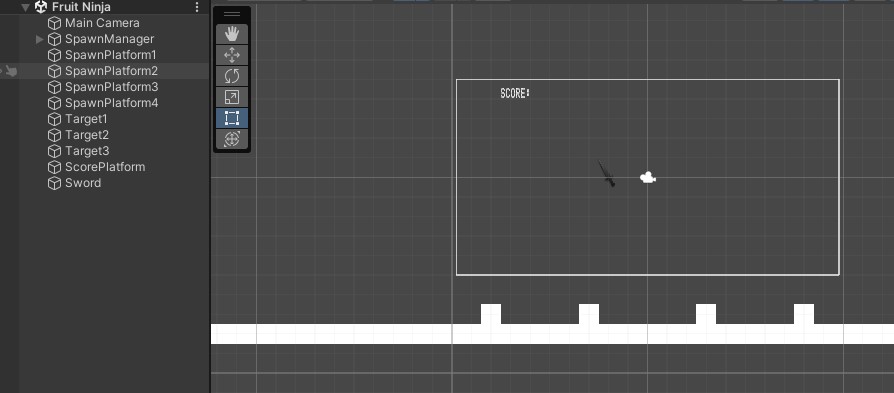 Fruit Ninja
Main Camera
SpawnManager
SpawnPlatform1
SpawnPlatform2
SpawnPlatform3
SpawnPlatform4
Target1
Target2
Target3
ScorePlatform
Sword
SCORE: